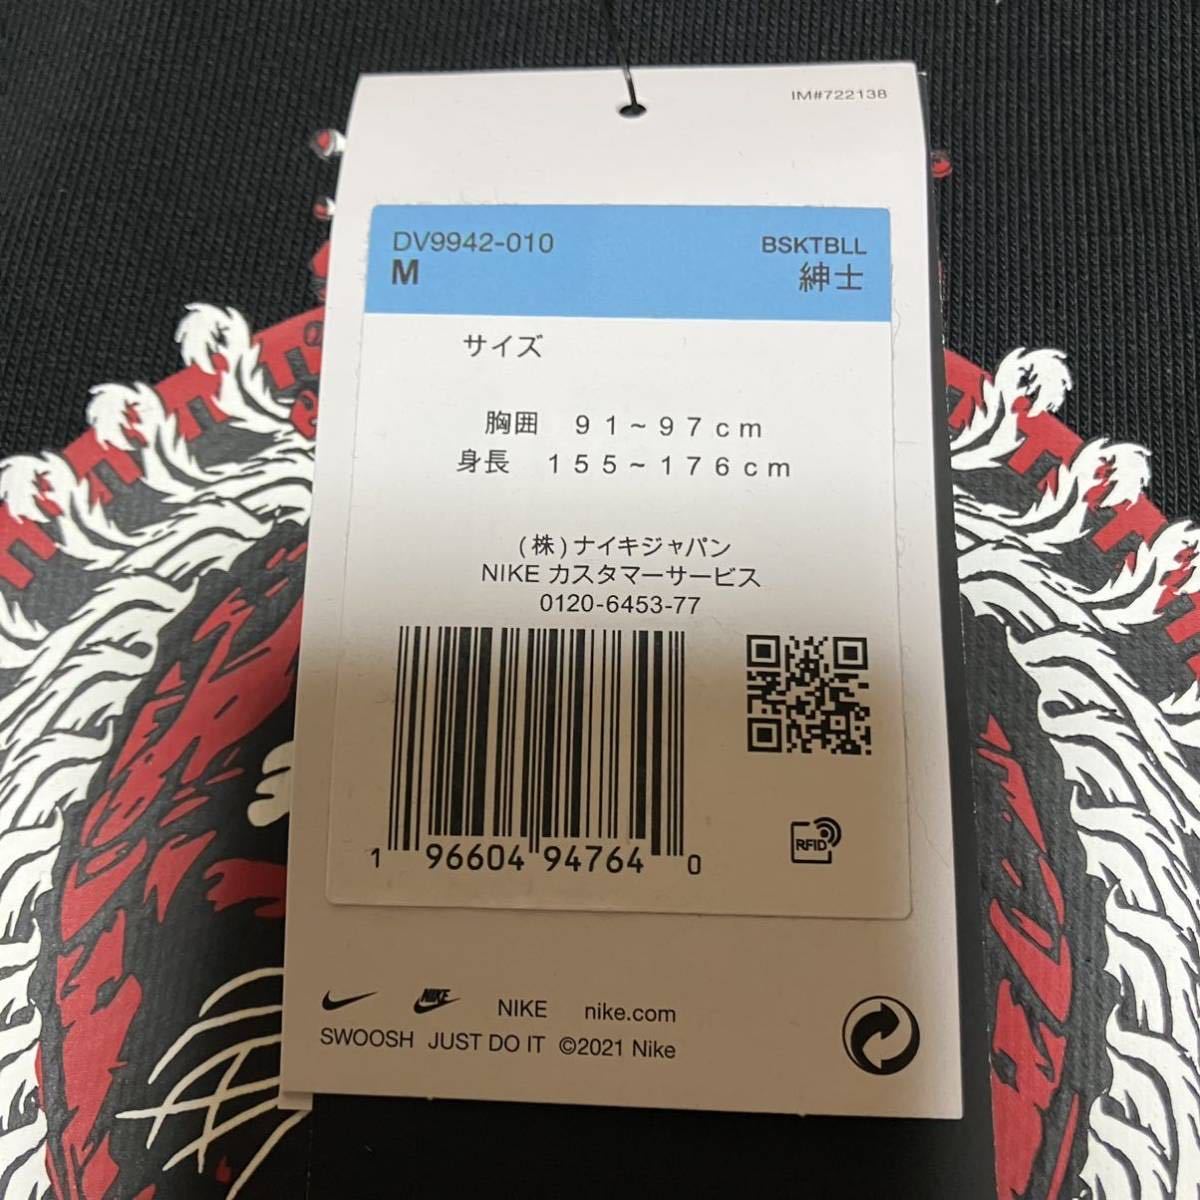 IM#722138
DV9942-010 BSKTBLL
M 紳士
サイズ
胸囲 91~97cm
身長 155~176cm
(株)ナイキジャパン
NIKE カスタマーサービス
0120-6453-77
1 96604 94764 0
RFID
NIKE NIKE nike.com
SWOOSH JUST DO IT ©2021 Nike